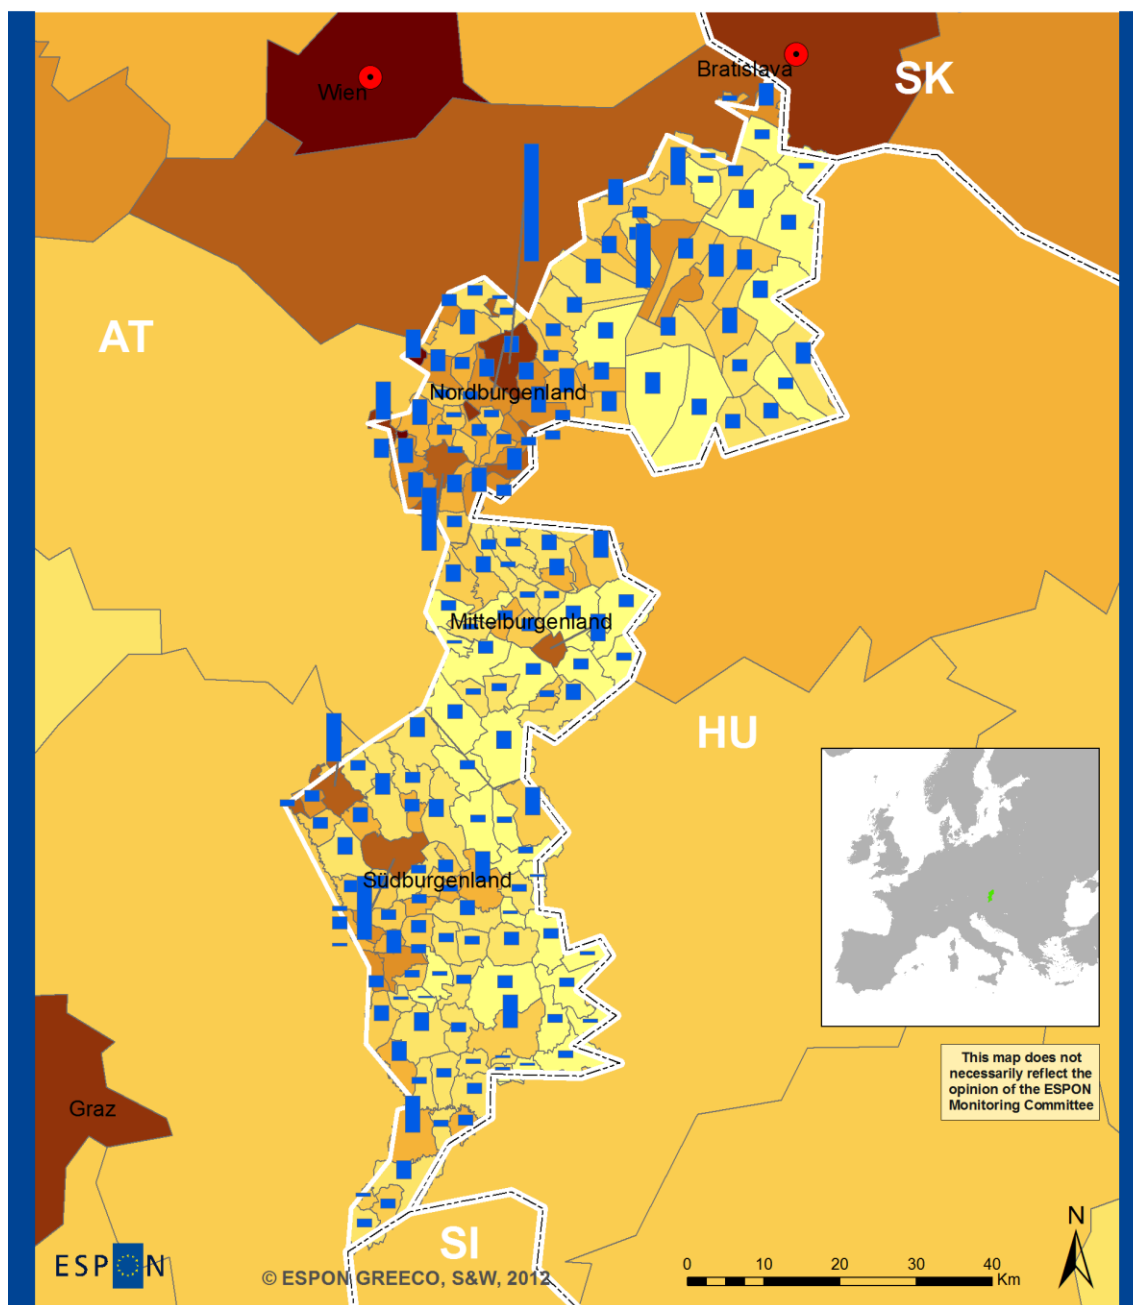 Wien
Bratislava
SK
AT
Nordburgenland
Mittelburgenland
HU
Südburgenland
This map does not
necessarily reflect the
opinion of the ESPON
Monitoring Committee
Graz
SI
N
ESPON
© ESPON GREECO, S&W, 2012
0 10 20 30 40
Km